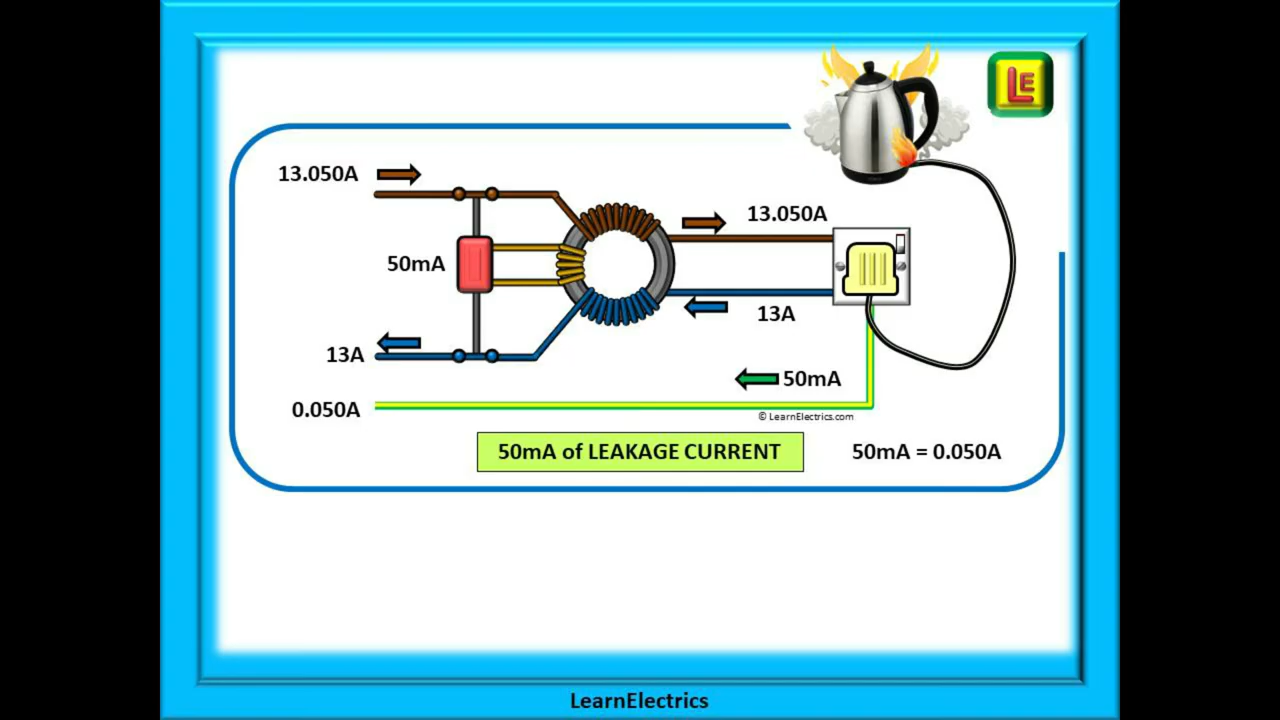 LE
13.050A
13.050A
50mA
13A
13A
50mA
0.050A
© LearnElectrics.com
50mA of LEAKAGE CURRENT
50mA = 0.050A
LearnElectrics